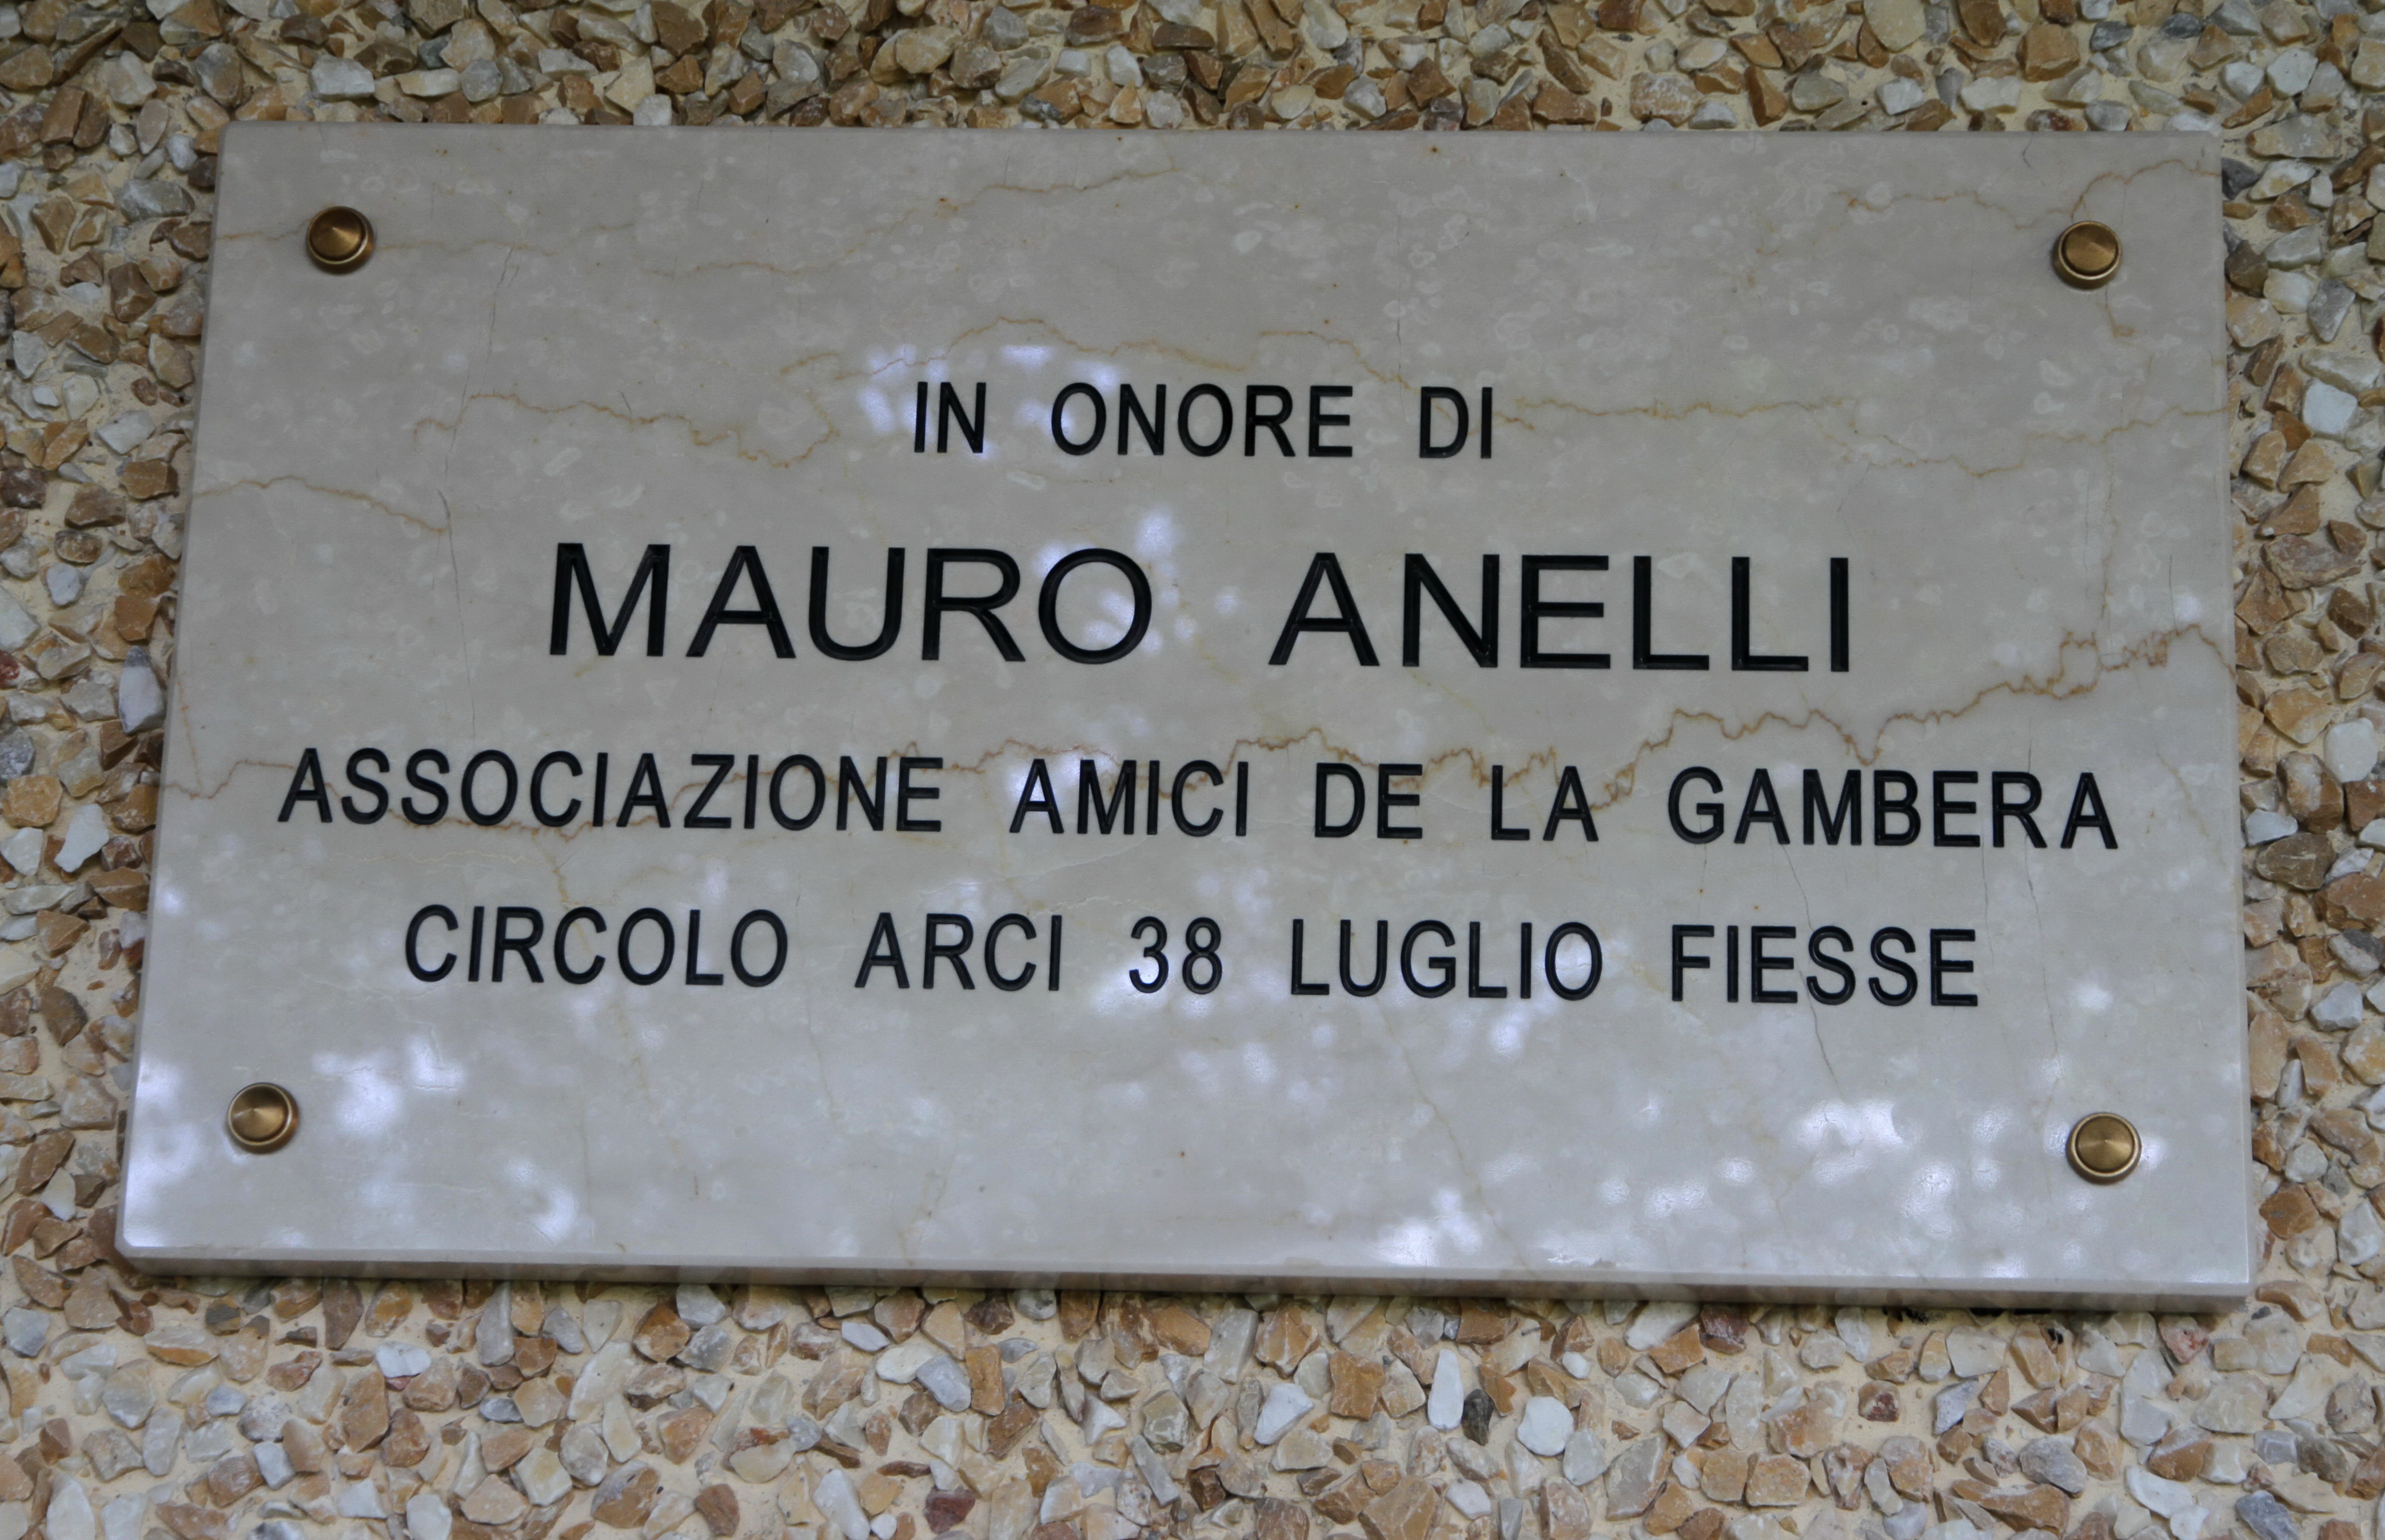 IN ONORE DI
MAURO ANELLI
ASSOCIAZIONE AMICI DE LA GAMBERA
CIRCOLO ARCI 38 LUGLIO FIESSE